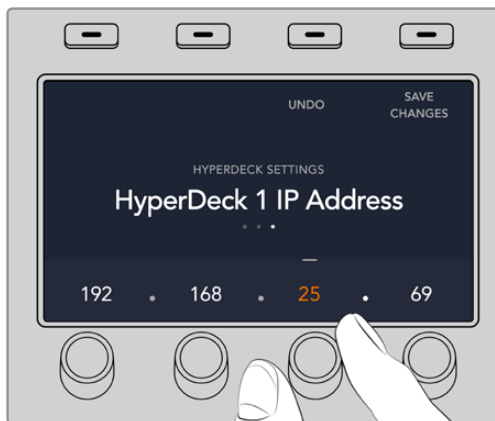 UNDO
SAVE
CHANGES
HYPERDECK SETTINGS
HyperDeck 1 IP Address
192 . 168 . 25 . 69